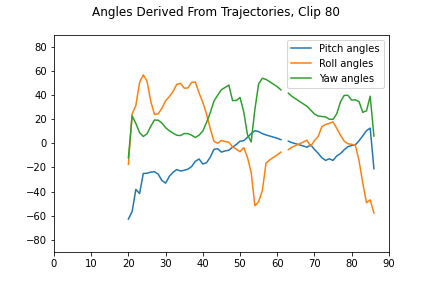 Angles Derived From Trajectories, Clip 80
Pitch angles
Roll angles
Yaw angles
80
60
40
20
0
−20
−40
−60
−80
0 10 20 30 40 50 60 70 80 90